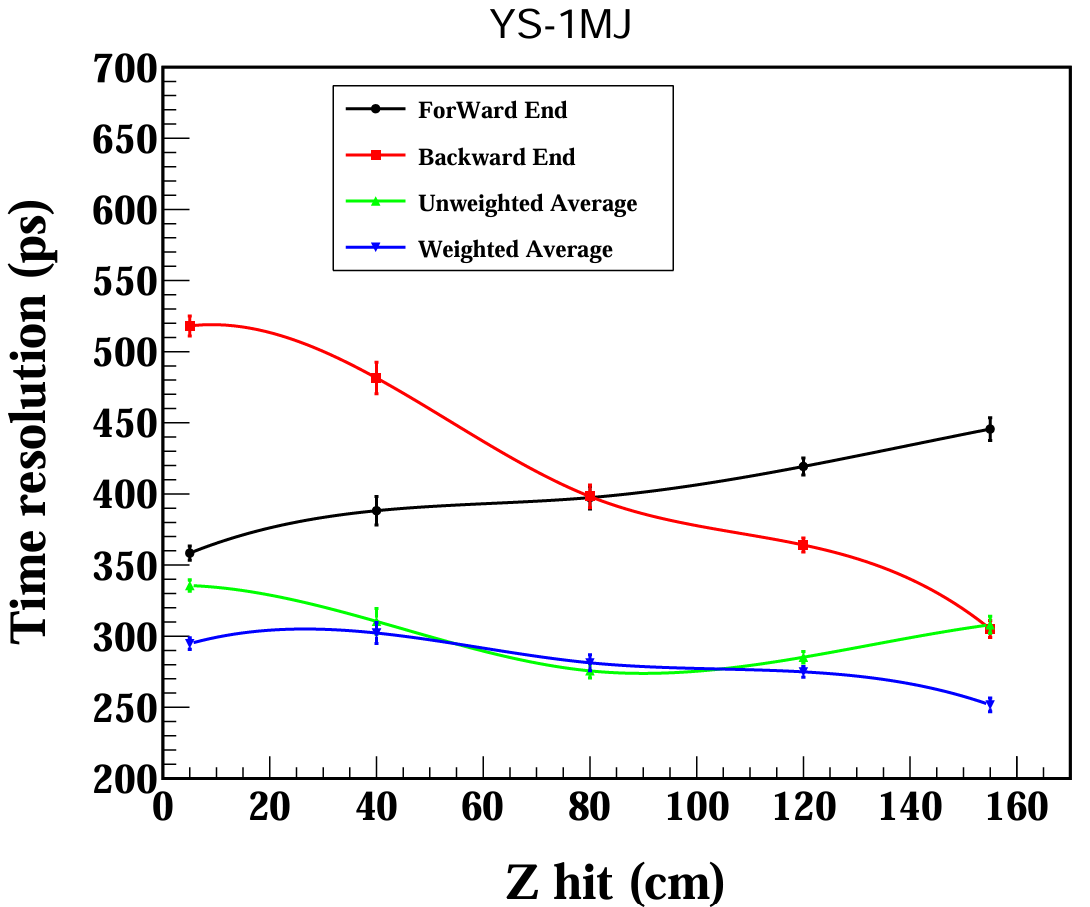 YS-1MJ
700
650
600
550
500
450
400
350
300
250
200
Time resolution (ps)
ForWard End
Backward End
Unweighted Average
Weighted Average
0 20 40 60 80 100 120 140 160
Z hit (cm)